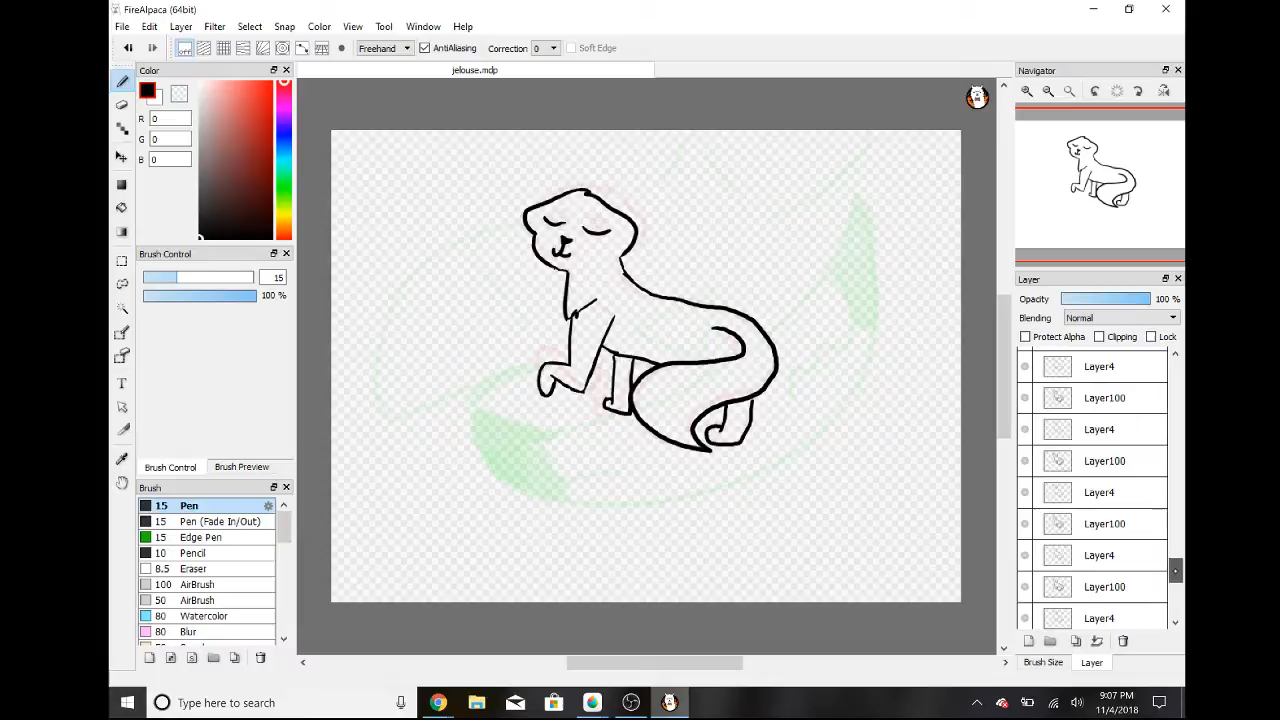 FireAlpaca (64bit)
File Edit Layer Filter Select Snap Color View Tool Window Help
OFF Freehand AntiAliasing Correction 0 Soft Edge
Color
jelouse.mdp
Navigator
R 0
G 0
B 0
Brush Control
15
100 %
Layer
Opacity 100 %
Blending Normal
Protect Alpha Clipping Lock
Layer4
Layer100
Layer4
Layer100
Layer4
Layer100
Layer4
Layer100
Layer4
Brush Control Brush Preview
Brush
15 Pen
15 Pen (Fade In/Out)
15 Edge Pen
10 Pencil
8.5 Eraser
100 AirBrush
50 AirBrush
80 Watercolor
80 Blur
Brush Size Layer
Type here to search
9:07 PM
11/4/2018